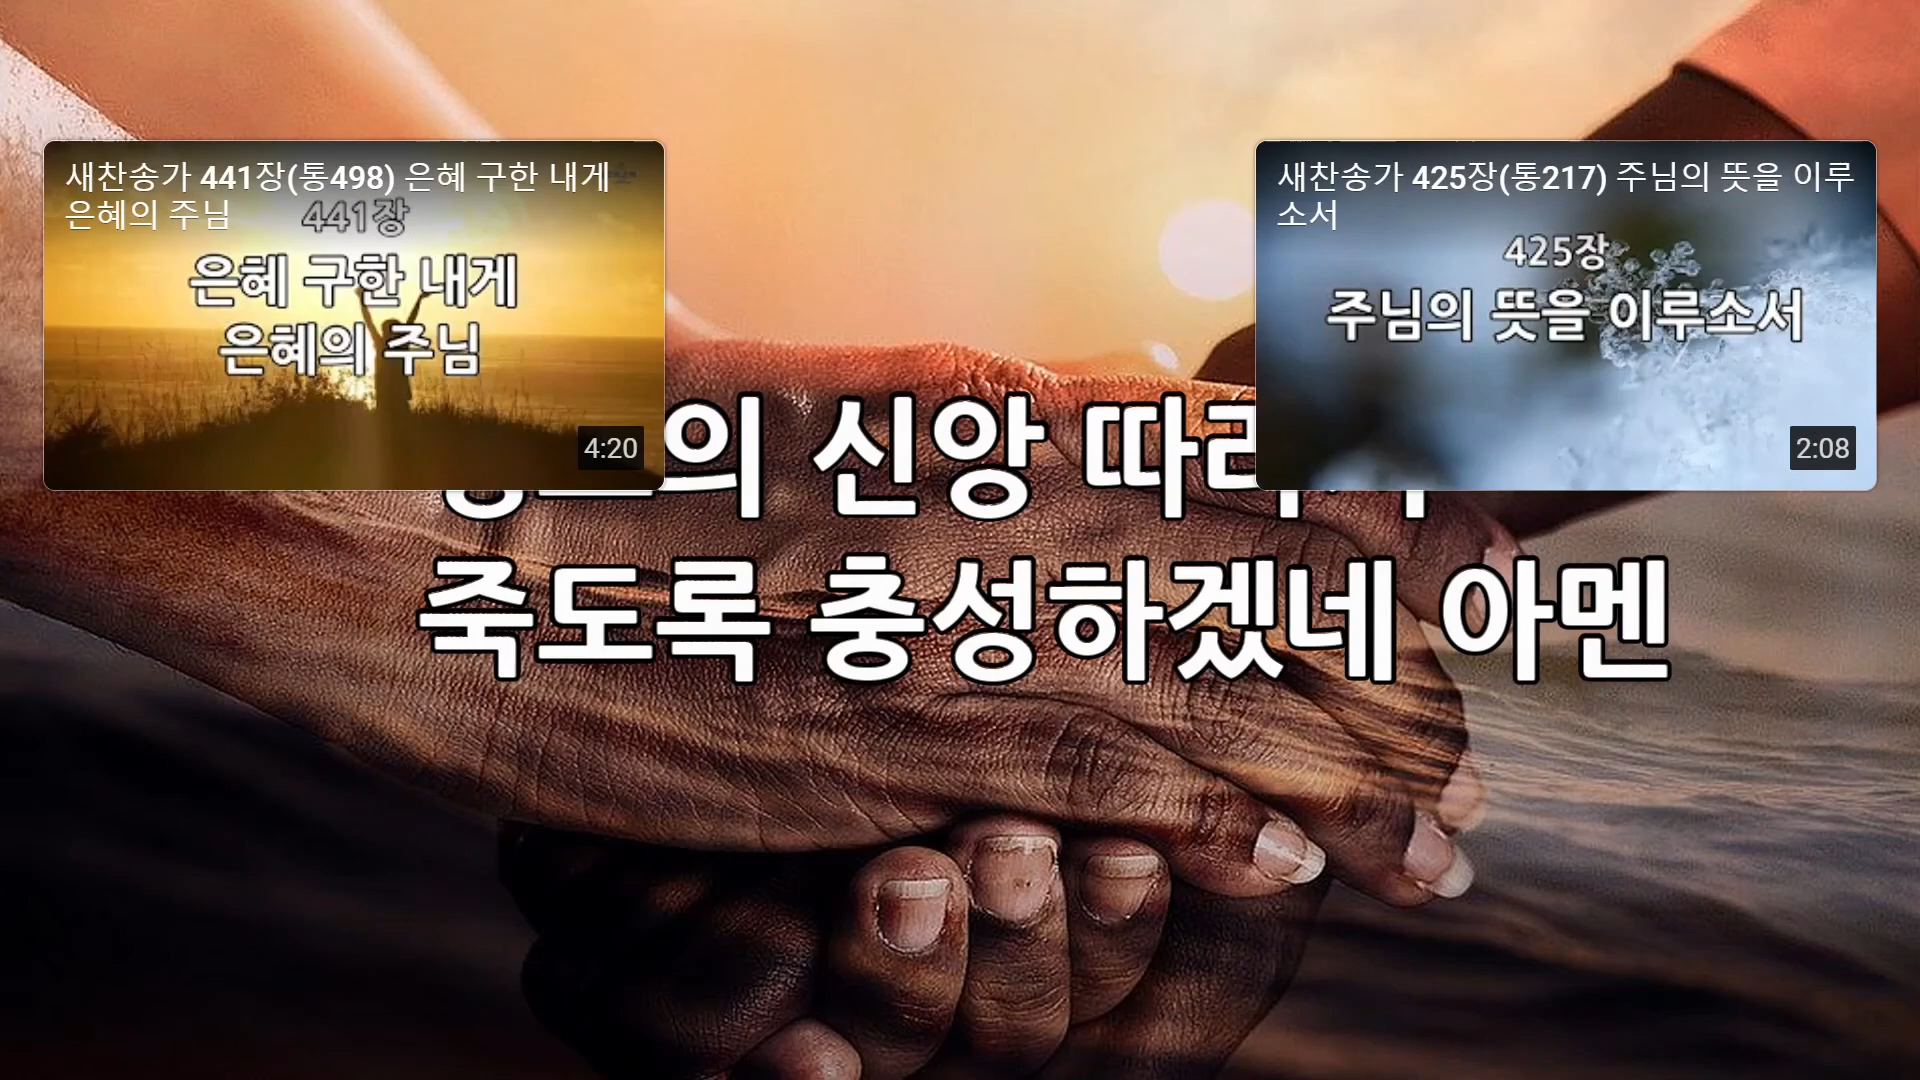 새찬송가 441장(통498) 은혜 구한 내게
은혜의 주님
441장
은혜 구한 내게
은혜의 주님
4:20
새찬송가 425장(통217) 주님의 뜻을 이루
소서
425장
주님의 뜻을 이루소서
2:08
신앙
죽도록 충성하겠네 아멘